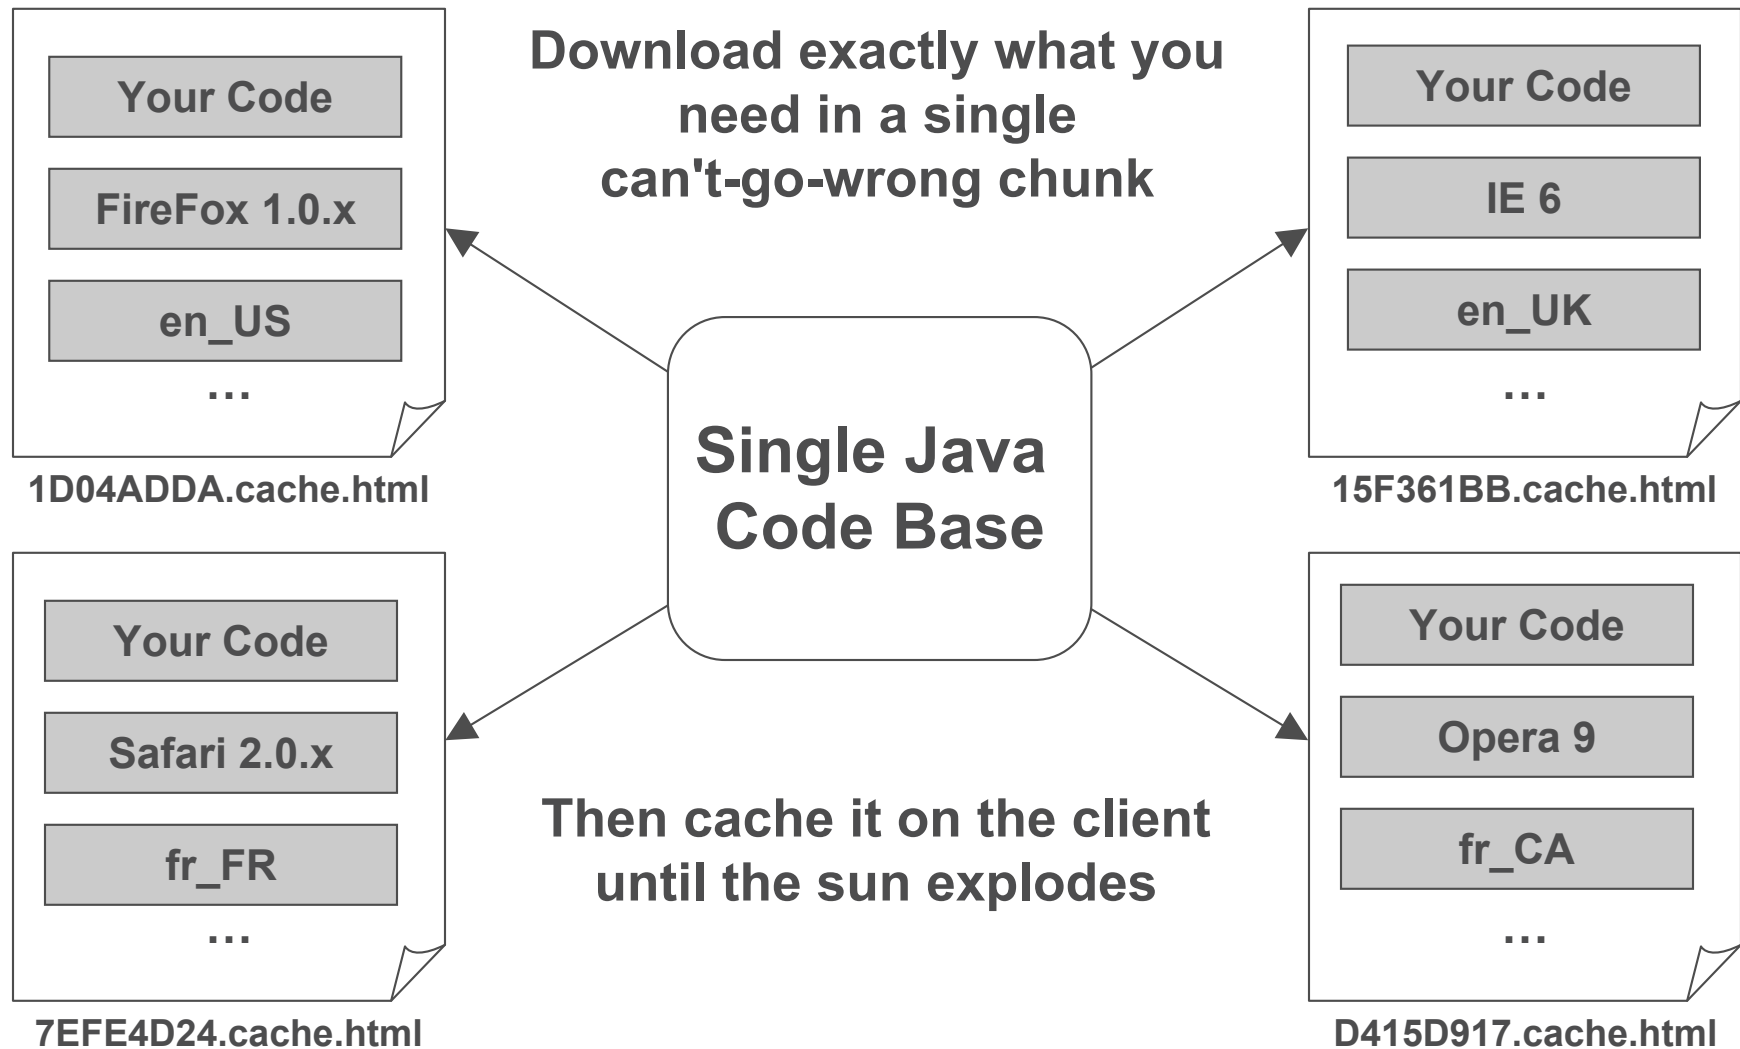 Download exactly what you
need in a single
can't-go-wrong chunk
Your Code
FireFox 1.0.x
en_US
...
1D04ADDA.cache.html
Your Code
IE 6
en_UK
...
15F361BB.cache.html
Single Java
Code Base
Your Code
Safari 2.0.x
fr_FR
...
7EFE4D24.cache.html
Your Code
Opera 9
fr_CA
...
D415D917.cache.html
Then cache it on the client
until the sun explodes